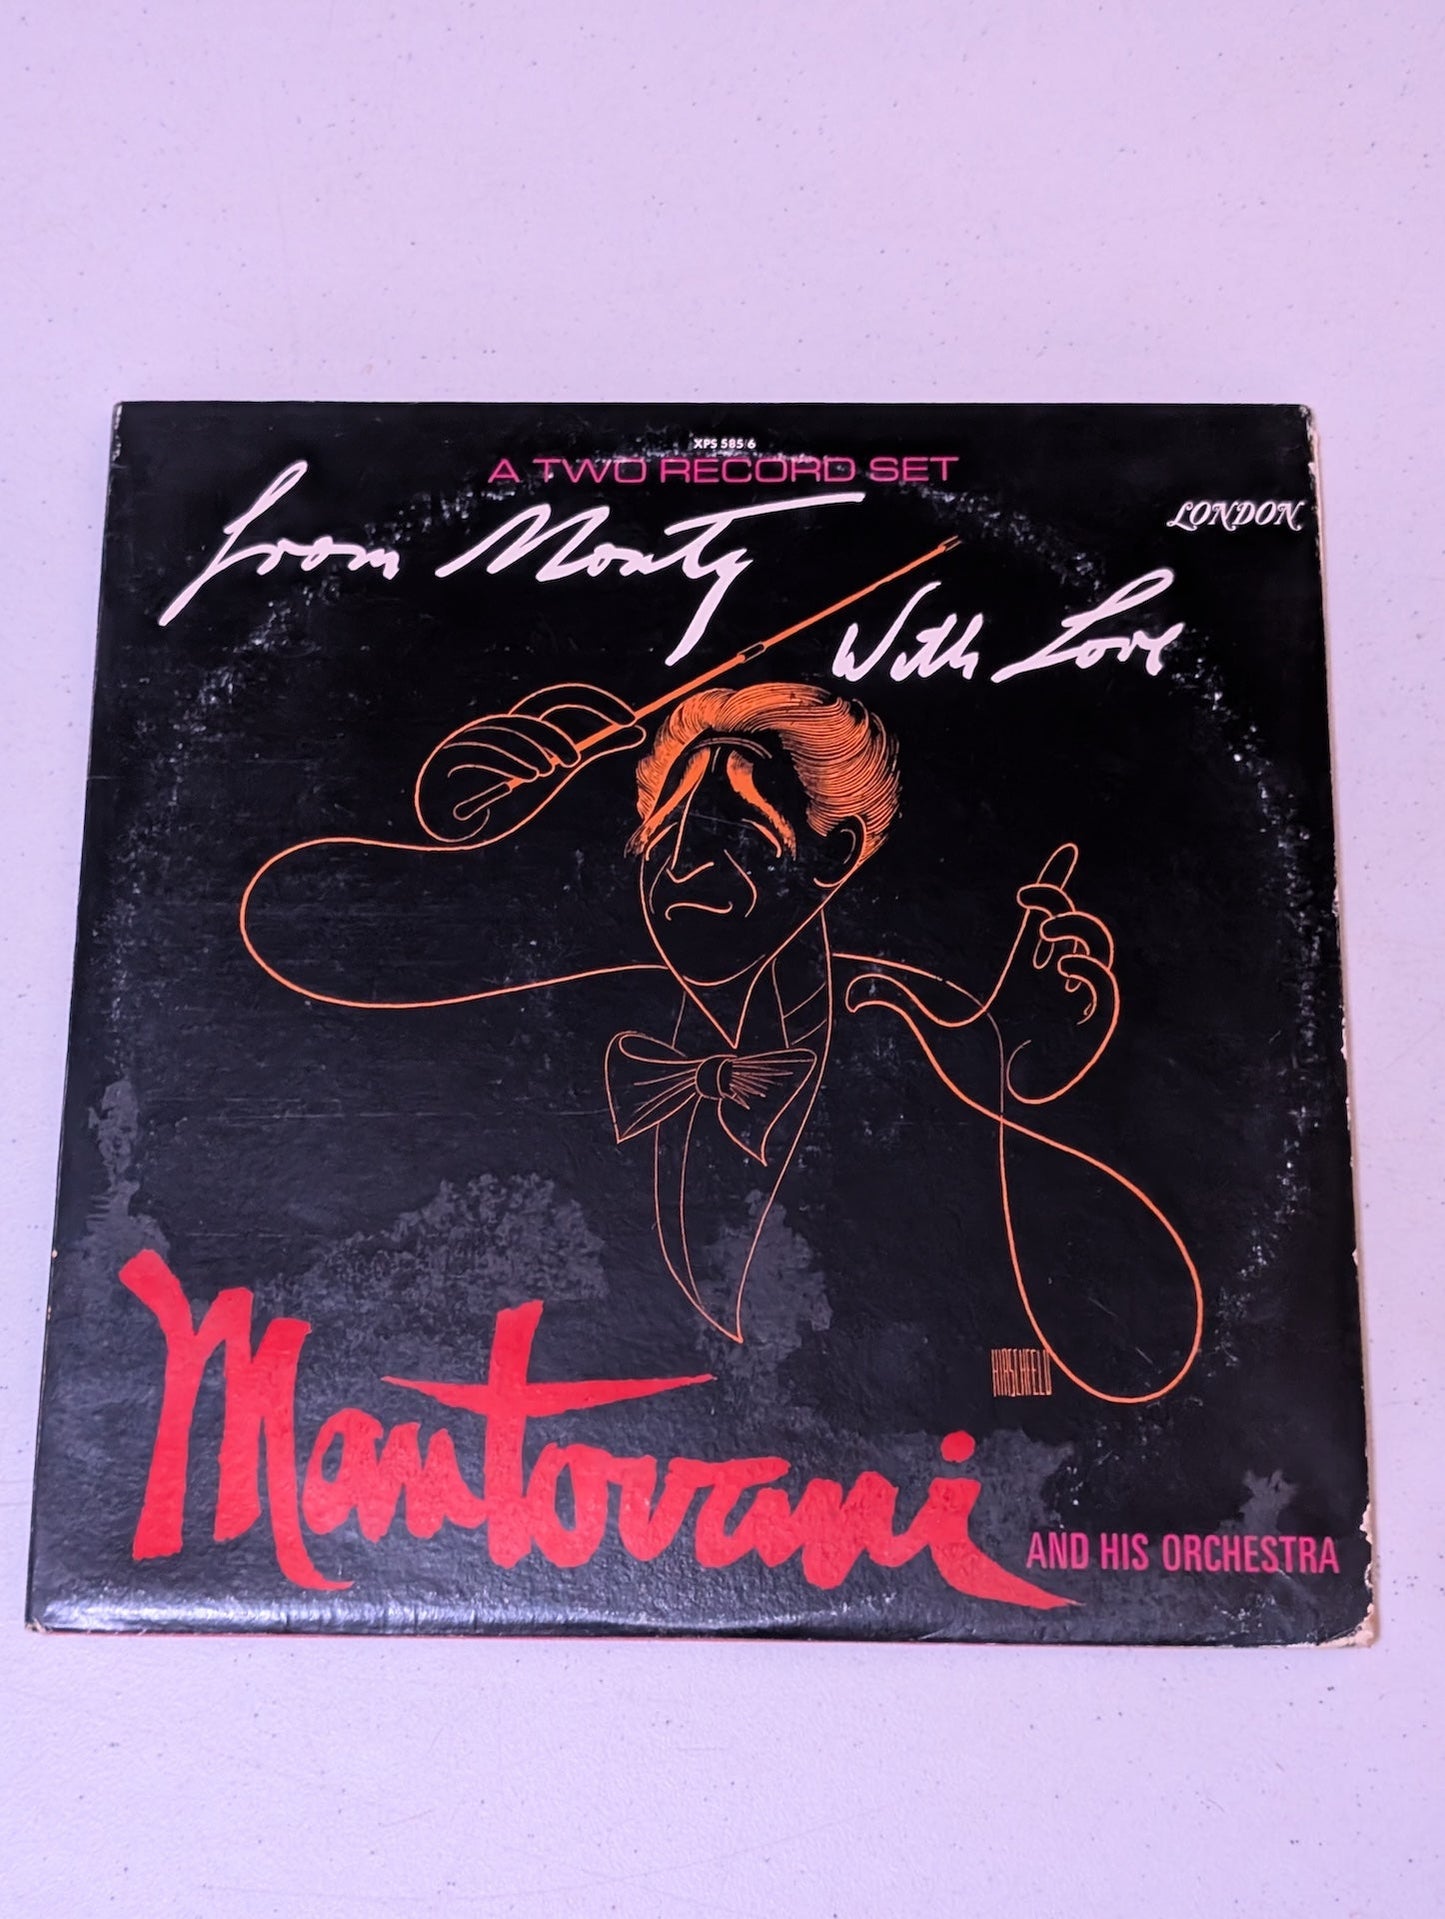 XPS 585/6
A TWO RECORD SET
LONDON
From Monty
With Love
HIRSCHFELD
Mantovani
AND HIS ORCHESTRA